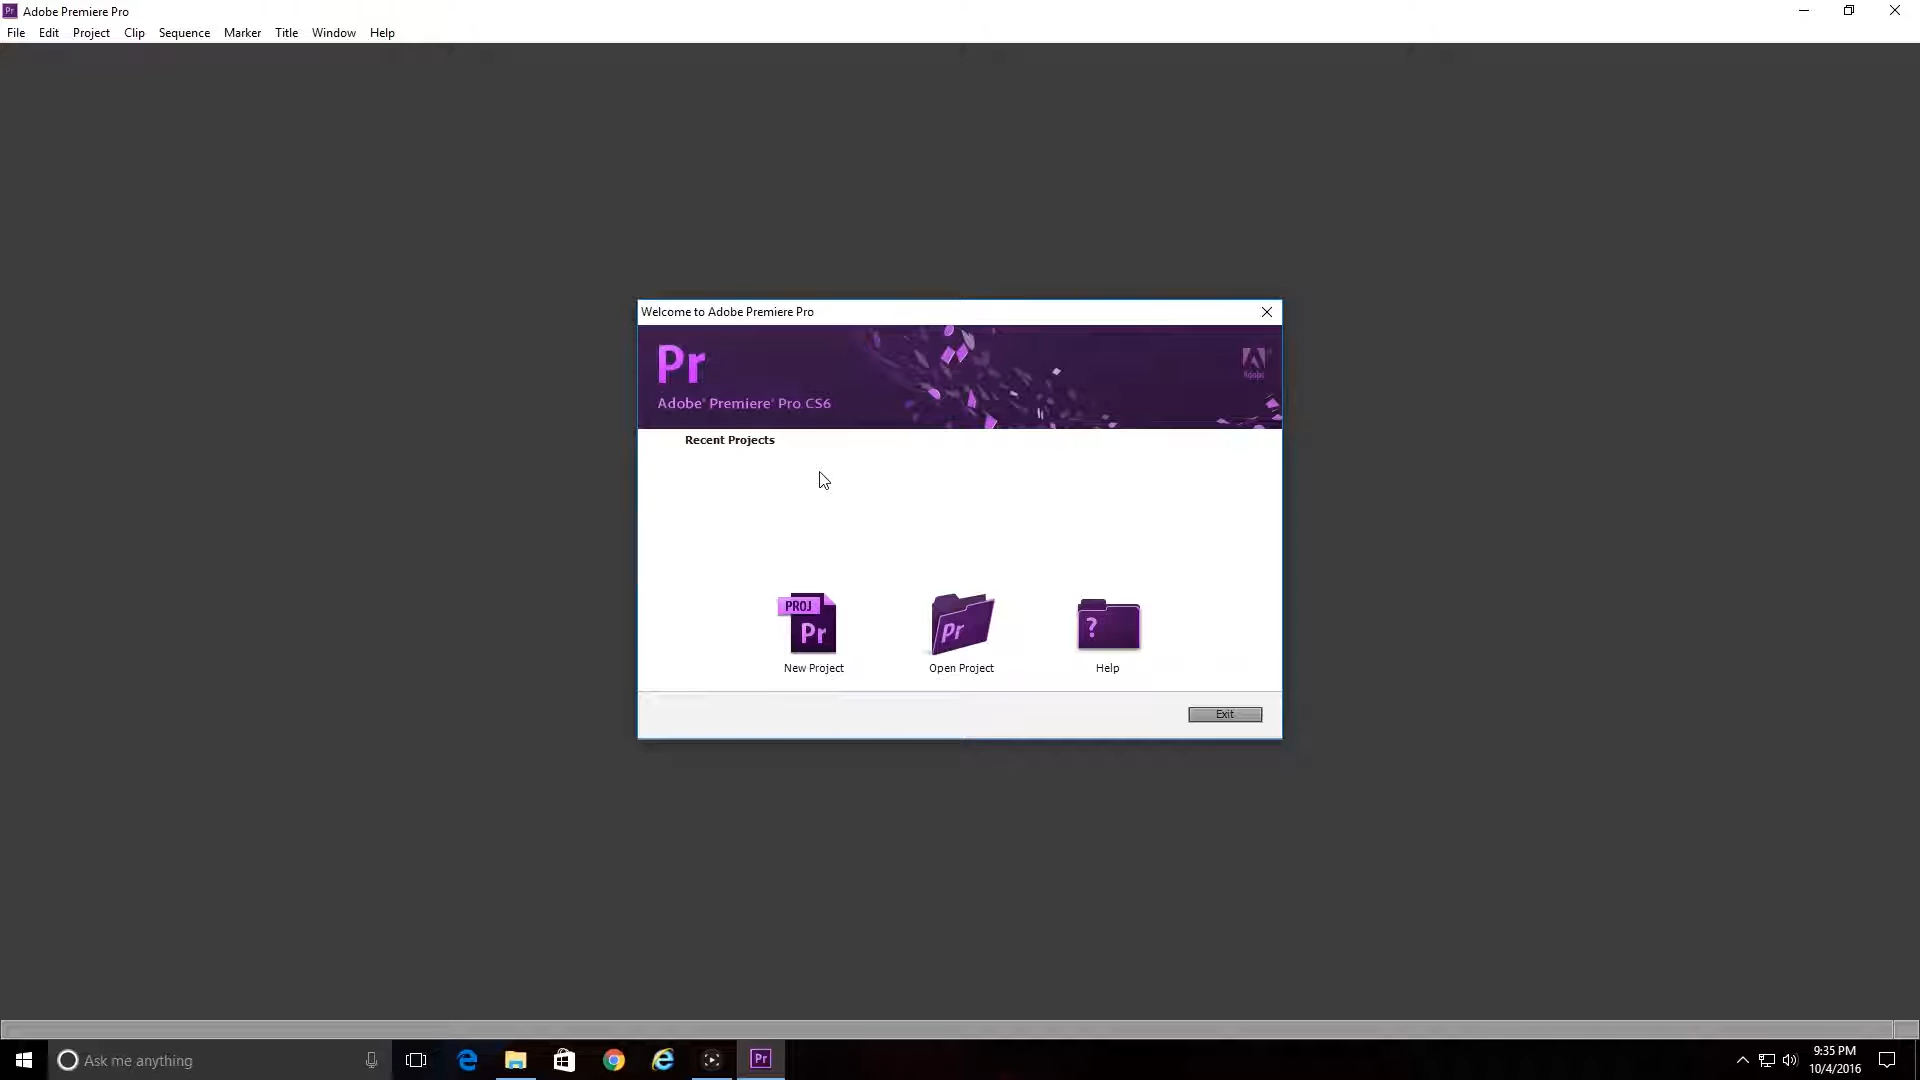 Pr Adobe Premiere Pro
File Edit Project Clip Sequence Marker Title Window Help
Welcome to Adobe Premiere Pro
Pr
Adobe
Adobe® Premiere® Pro CS6
Recent Projects
PROJ
Pr
Pr
?
New Project
Open Project
Help
Exit
Ask me anything
Pr
9:35 PM
10/4/2016